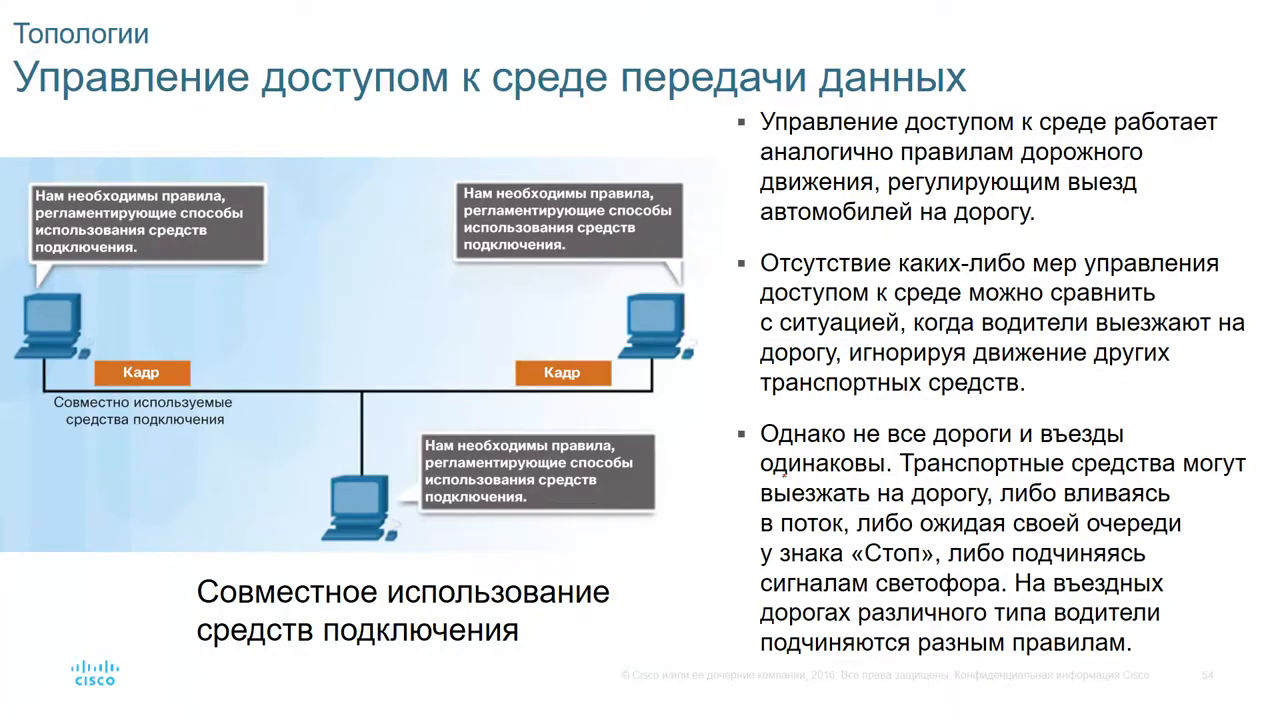 Топологии
Управление доступом к среде передачи данных
Нам необходимы правила,
регламентирующие способы
использования средств
подключения.
Нам необходимы правила,
регламентирующие способы
использования средств
подключения.
Кадр
Кадр
Совместно используемые
средства подключения
Нам необходимы правила,
регламентирующие способы
использования средств
подключения.
Совместное использование
средств подключения
▪ Управление доступом к среде работает
аналогично правилам дорожного
движения, регулирующим выезд
автомобилей на дорогу.
▪ Отсутствие каких-либо мер управления
доступом к среде можно сравнить
с ситуацией, когда водители выезжают на
дорогу, игнорируя движение других
транспортных средств.
▪ Однако не все дороги и въезды
одинаковы. Транспортные средства могут
выезжать на дорогу, либо вливаясь
в поток, либо ожидая своей очереди
у знака «Стоп», либо подчиняясь
сигналам светофора. На въездных
дорогах различного типа водители
подчиняются разным правилам.
CISCO
© Cisco и/или ее дочерние компании, 2016. Все права защищены. Конфиденциальная информация Cisco
54